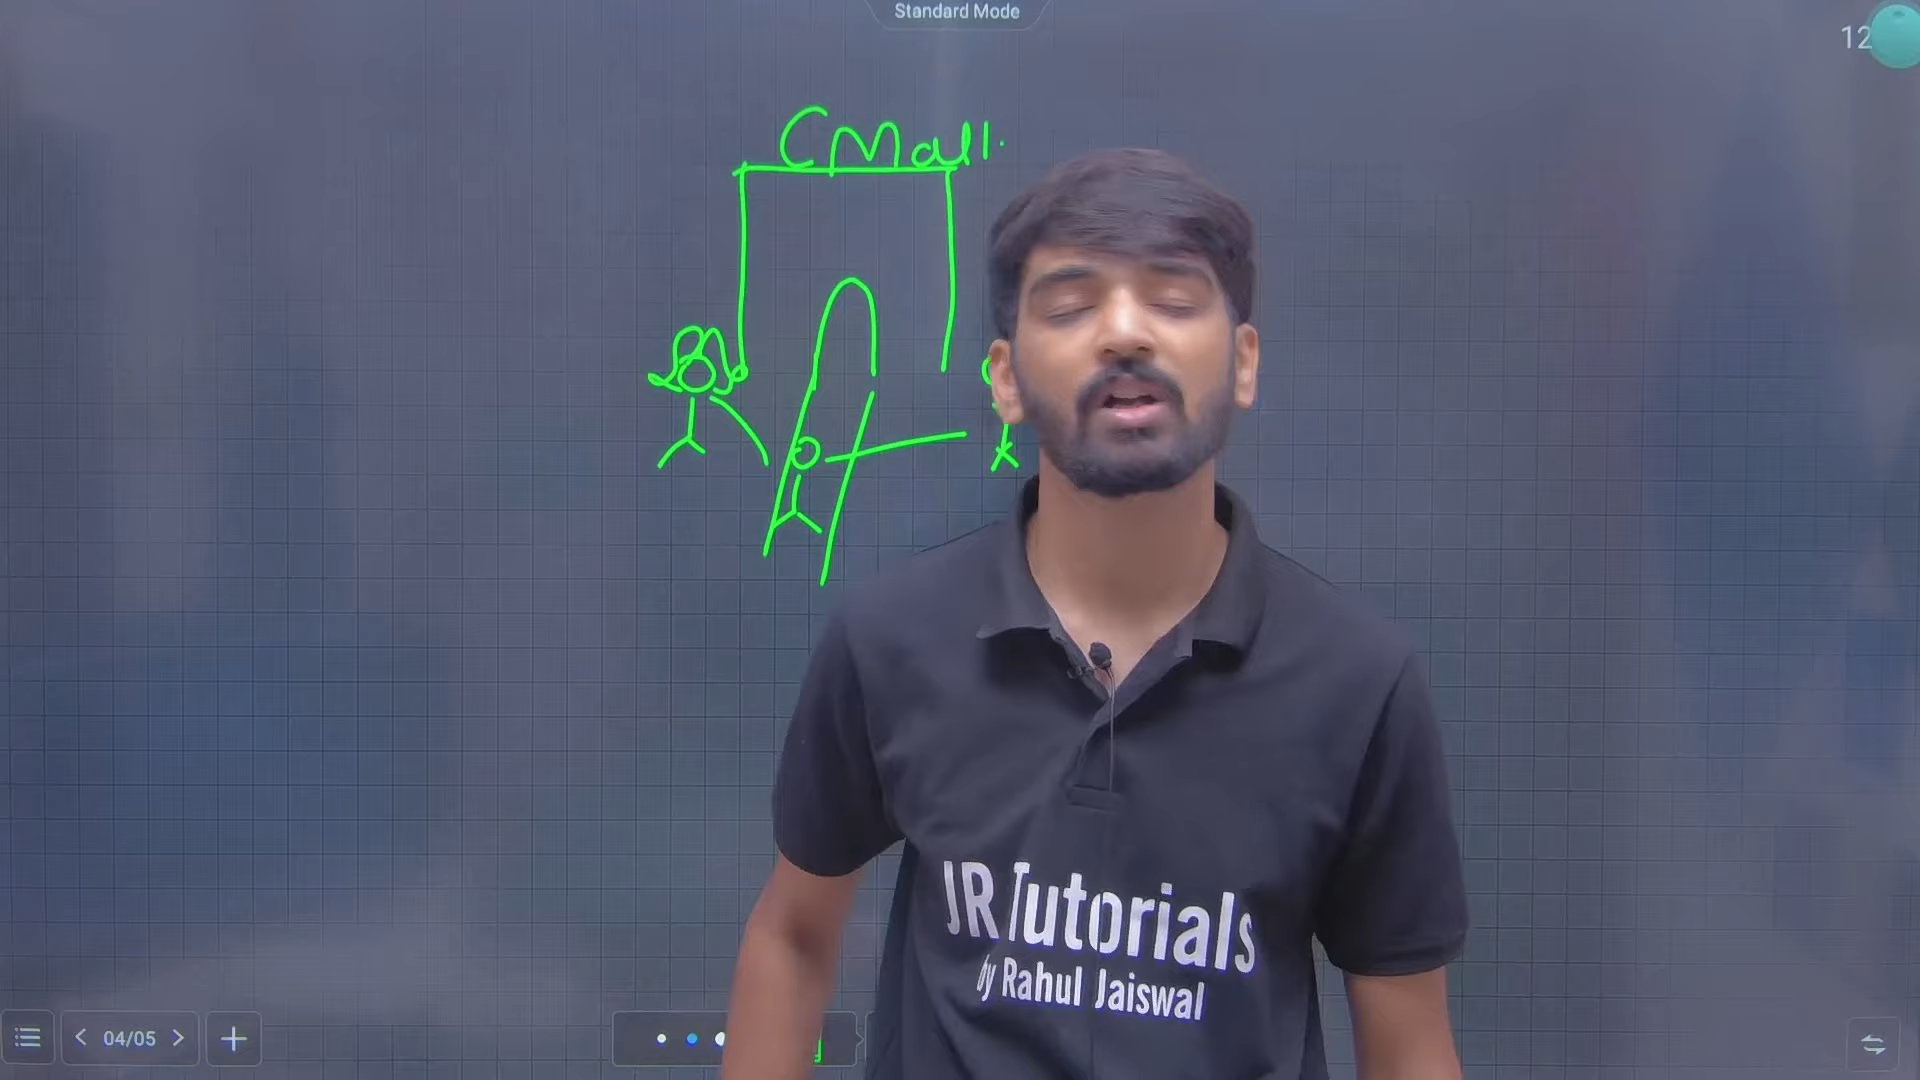 Standard Mode
12
C Mall.
JR Tutorials
by Rahul Jaiswal
04/05